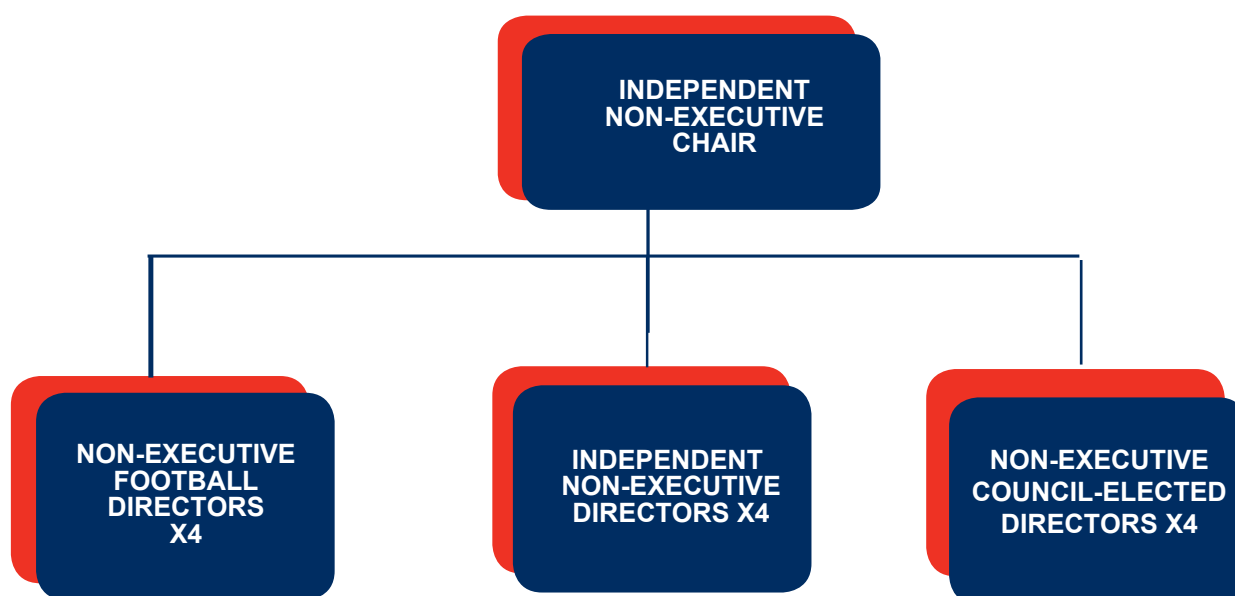 INDEPENDENT
NON-EXECUTIVE
CHAIR
NON-EXECUTIVE
FOOTBALL
DIRECTORS
X4
INDEPENDENT
NON-EXECUTIVE
DIRECTORS X4
NON-EXECUTIVE
COUNCIL-ELECTED
DIRECTORS X4